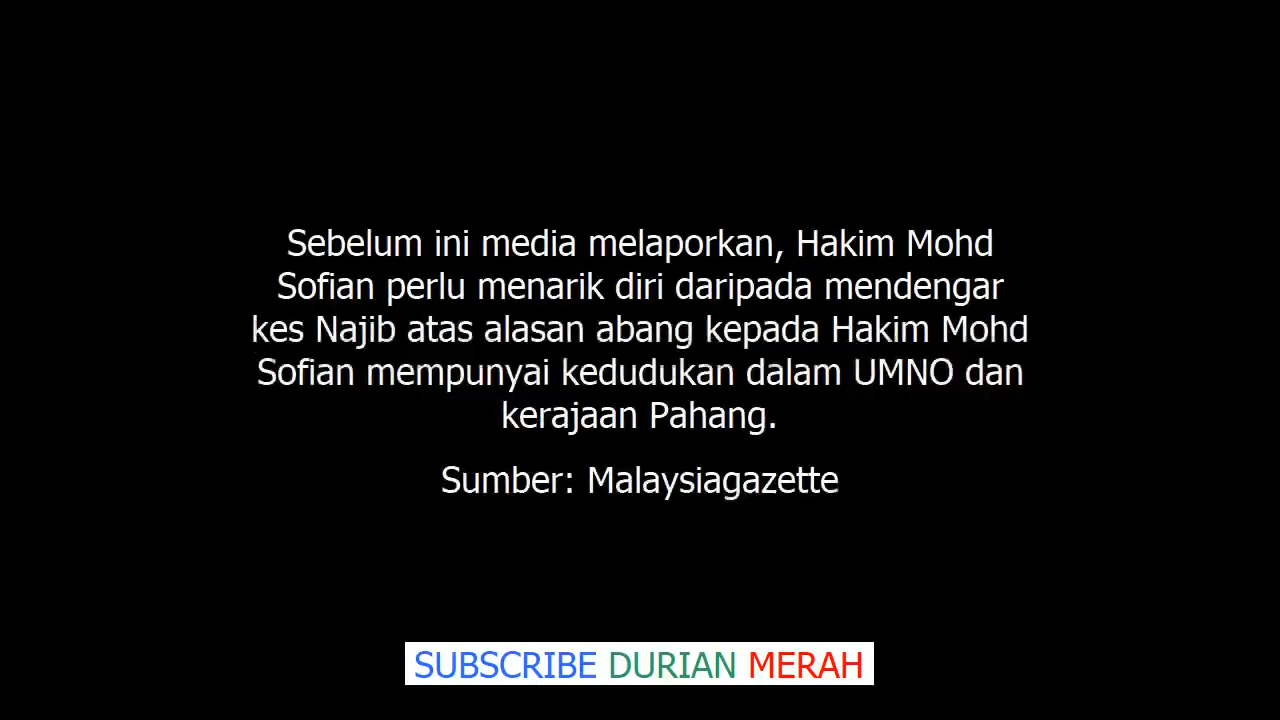 Sebelum ini media melaporkan, Hakim Mohd
Sofian perlu menarik diri daripada mendengar
kes Najib atas alasan abang kepada Hakim Mohd
Sofian mempunyai kedudukan dalam UMNO dan
kerajaan Pahang.
Sumber: Malaysiagazette
SUBSCRIBE DURIAN MERAH